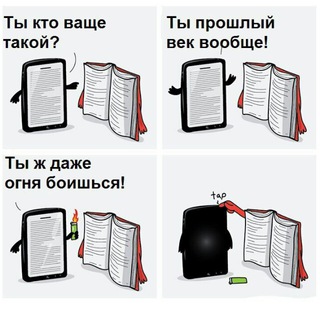 Ты кто ваще
такой?
Ты прошлый
век вообще!
Ты ж даже
огня боишься!
tap